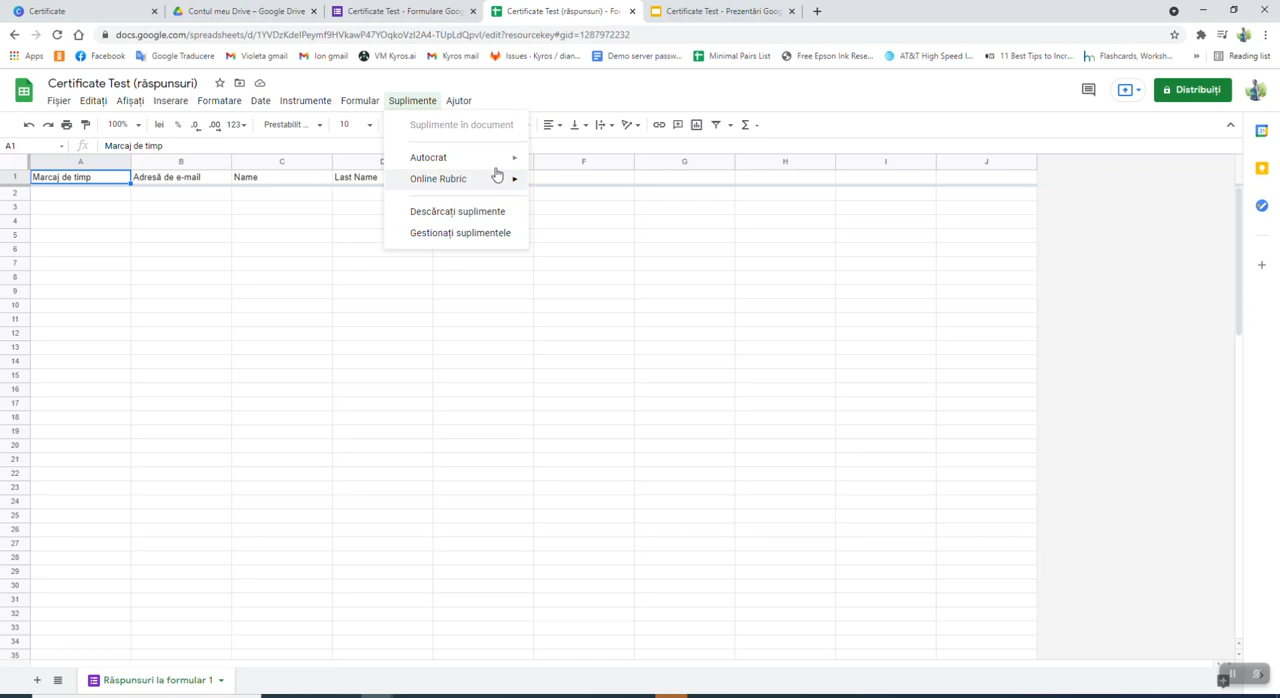 Certificate
Contul meu Drive – Google Drive
Certificate Test - Formulare Goo
Certificate Test (răspunsuri) - Fo
Certificate Test - Prezentări Goo
docs.google.com/spreadsheets/d/1YVDzKdeIPeymf9HVkawP47YOqkoVzI2A4-TUpLdQpvI/edit?resourcekey#gid=1287972230
Apps
Facebook
Google Traducere
Violeta gmail
Ion gmail
VM Kyros.ai
Kyros mail
Issues · Kyros / dian...
Demo server passw...
Minimal Pairs List
Free Epson Ink Rese...
AT&T High Speed I...
11 Best Tips to Incr...
Flashcards, Worksh...
»
Reading list
Certificate Test (răspunsuri)
Fișier Editați Afișați Inserare Formatare Date Instrumente Formular Suplimente Ajutor
Distribuiți
100% lei % .0 .00 123 Prestabilit ... 10
A1 fx Marcaj de timp
A B C D F G H I J
1 Marcaj de timp Adresă de e-mail Name Last Name
Suplimente în document
Autocrat
Online Rubric
Descărcați suplimente
Gestionați suplimentele
2
3
4
5
6
7
8
9
10
11
12
13
14
15
16
17
18
19
20
21
22
23
24
25
26
27
28
29
30
31
32
33
34
35
Răspunsuri la formular 1